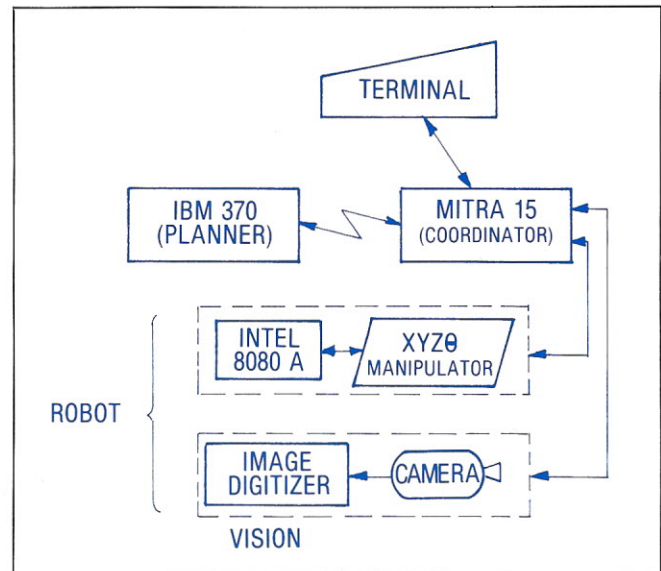 TERMINAL
IBM 370
(PLANNER)
MITRA 15
(COORDINATOR)
ROBOT
INTEL
8080 A
XYZθ
MANIPULATOR
IMAGE
DIGITIZER
CAMERA
VISION